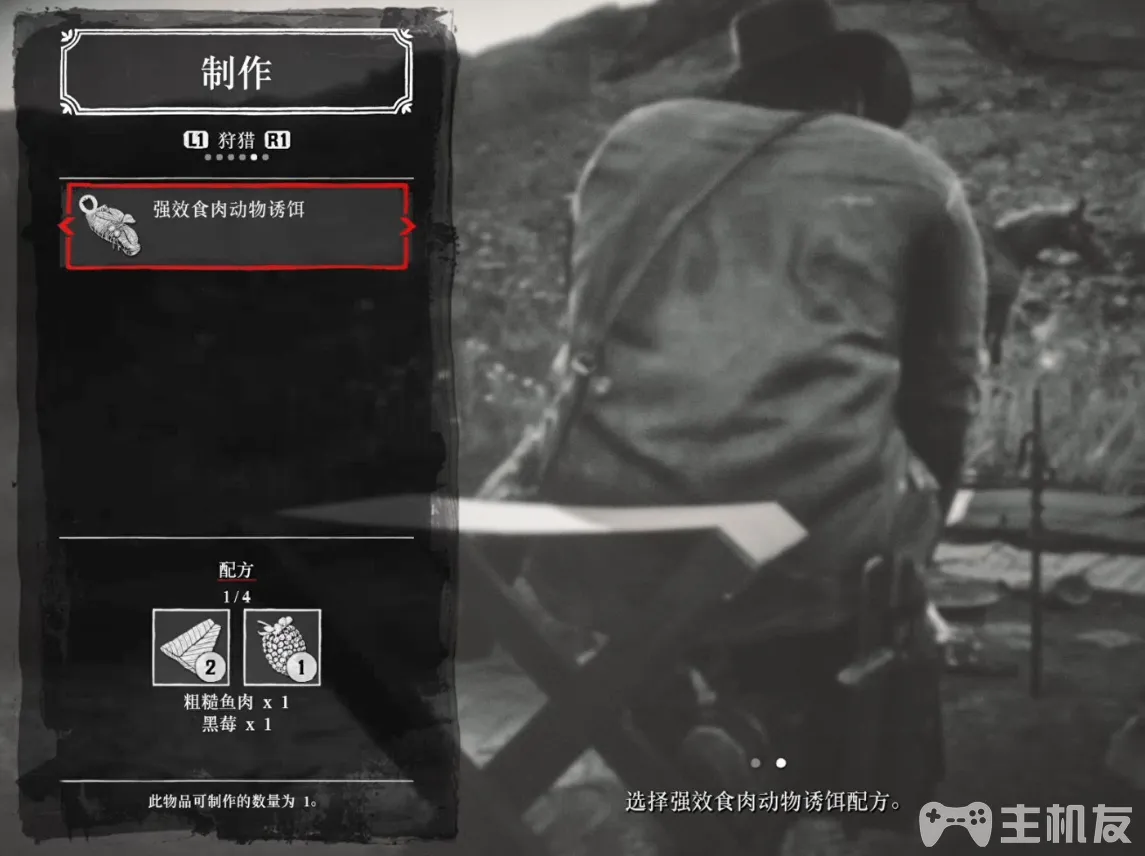 制作
L1 狩猎 R1
强效食肉动物诱饵
配方
1/4
2
1
粗糙鱼肉 x 1
黑莓 x 1
此物品可制作的数量为 1。
选择强效食肉动物诱饵配方。
主机友